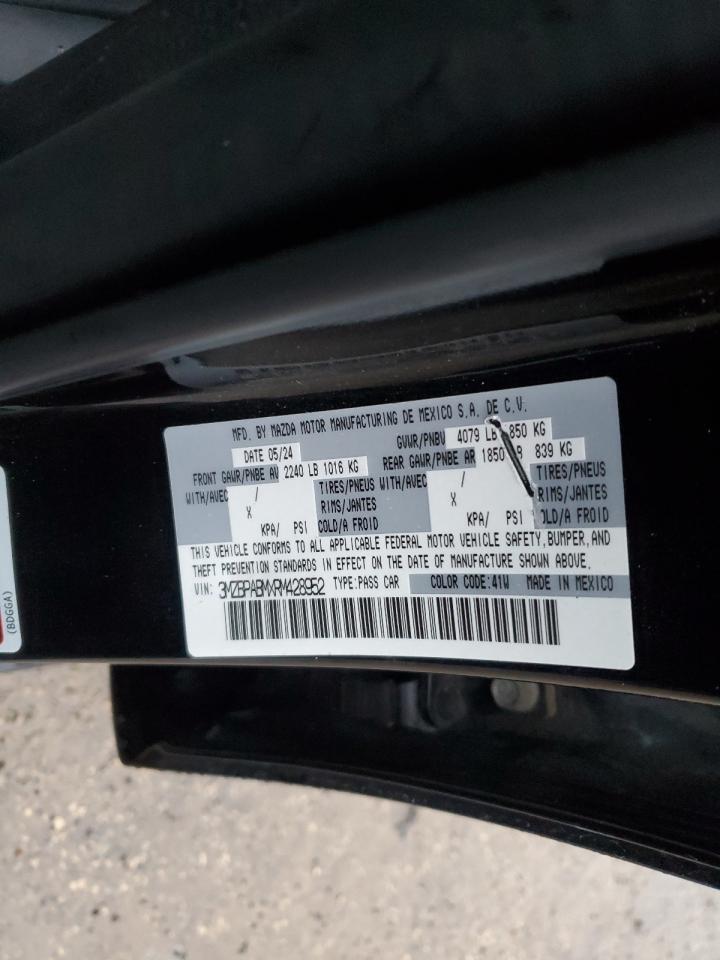 MFD. BY MAZDA MOTOR MANUFACTURING DE MEXICO S.A. DE C.V.
DATE 05/24 GVWR/PNBV 4079 LB 850 KG
FRONT GAWR/PNBE AV 2240 LB 1016 KG REAR GAWR/PNBE AR 1850 LB 839 KG
WITH/AVEC / TIRES/PNEUS WITH/AVEC / TIRES/PNEUS
X RIMS/JANTES X RIMS/JANTES
KPA/ PSI COLD/A FROID KPA/ PSI COLD/A FROID
THIS VEHICLE CONFORMS TO ALL APPLICABLE FEDERAL MOTOR VEHICLE SAFETY, BUMPER, AND
THEFT PREVENTION STANDARDS IN EFFECT ON THE DATE OF MANUFACTURE SHOWN ABOVE.
VIN: 3MZBPABMXRM428952 TYPE:PASS CAR COLOR CODE:41W MADE IN MEXICO
(BDGGA)